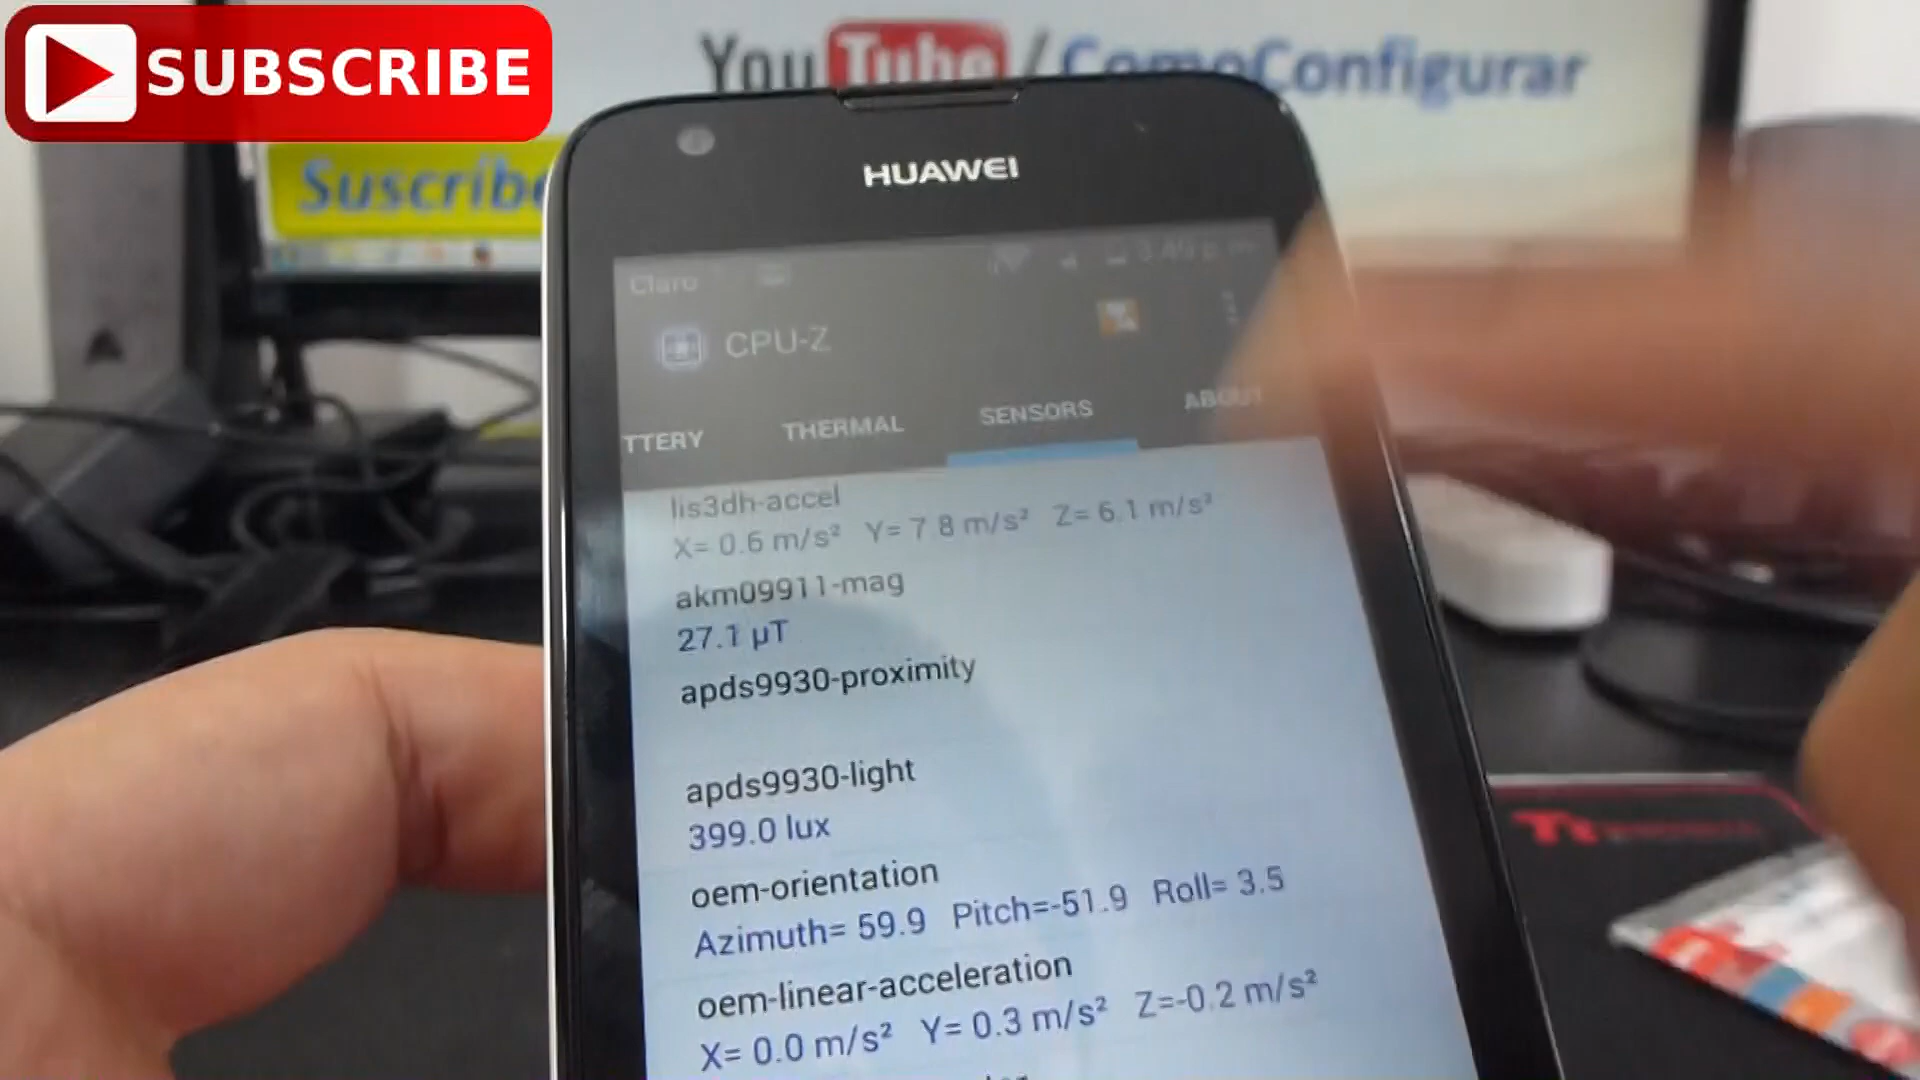 SUBSCRIBE
YouTube/ComoConfigurar
Suscribe
HUAWEI
Claro
CPU-Z
TTERY THERMAL SENSORS ABOUT
lis3dh-accel
X= 0.6 m/s² Y= 7 8 m/s² Z= 6.1 m/s²
akm09911-mag
27.1 µT
apds9930-proximity
apds9930-light
399.0 lux
oem-orientation
Azimuth= 59.9 Pitch=-51.9 Roll= 3.5
oem-linear-acceleration
X= 0.0 m/s² Y= 0.3 m/s² Z=-0.2 m/s²